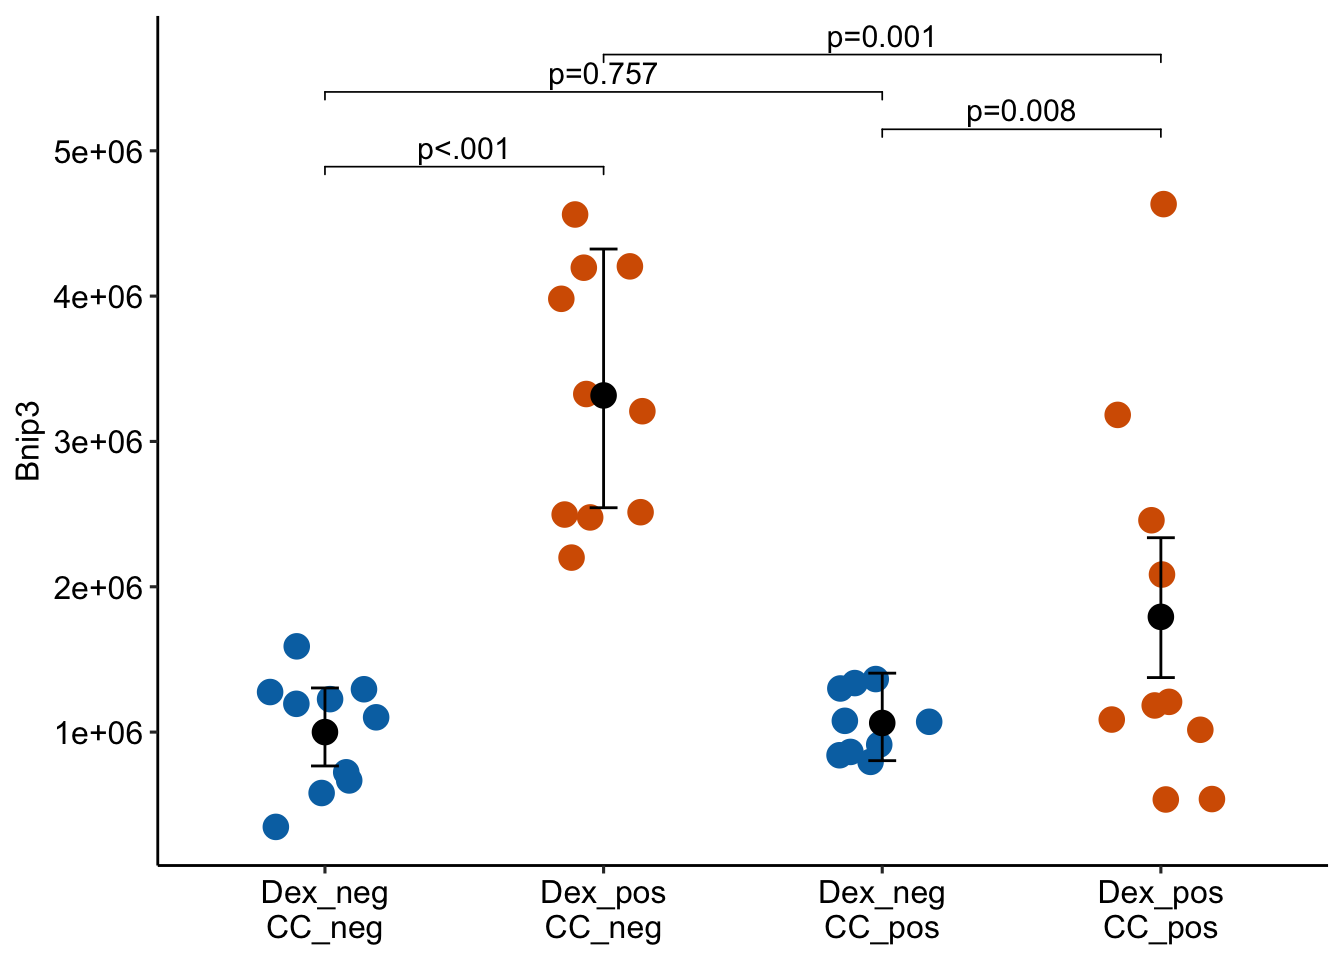 p=0.001
p=0.757
p=0.008
p<.001
5e+06
4e+06
3e+06
2e+06
1e+06
Bnip3
Dex_neg
CC_neg
Dex_pos
CC_neg
Dex_neg
CC_pos
Dex_pos
CC_pos